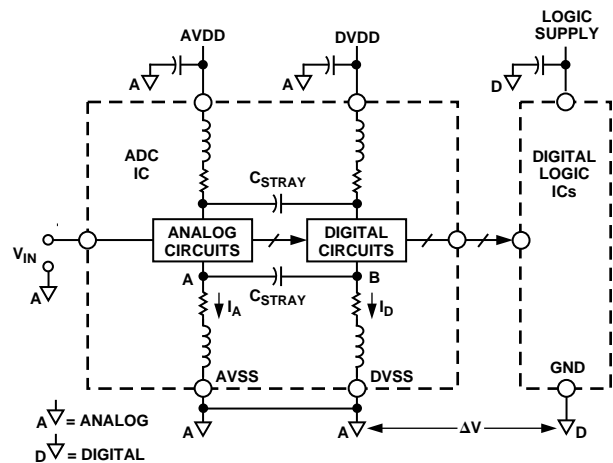 AVDD
DVDD
LOGIC
SUPPLY
A
A
D
ADC
IC
CSTRAY
DIGITAL
LOGIC
ICs
VIN
A
ANALOG
CIRCUITS
DIGITAL
CIRCUITS
A
CSTRAY
B
IA
ID
AVSS
DVSS
GND
A
A
ΔV
D
A = ANALOG
D = DIGITAL